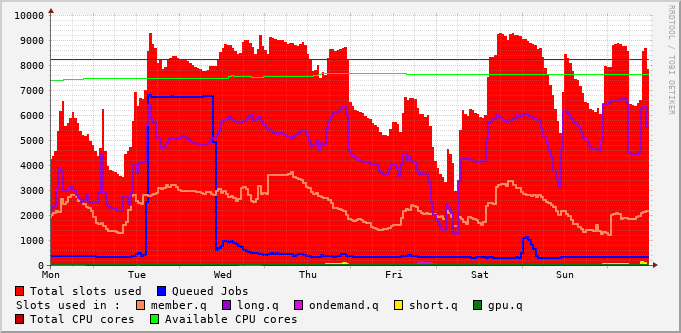 10000
9000
8000
7000
6000
5000
4000
3000
2000
1000
0
Mon Tue Wed Thu Fri Sat Sun
RRDTOOL / TOBI OETIKER
Total slots used Queued Jobs
Slots used in : member.q long.q ondemand.q short.q gpu.q
Total CPU cores Available CPU cores